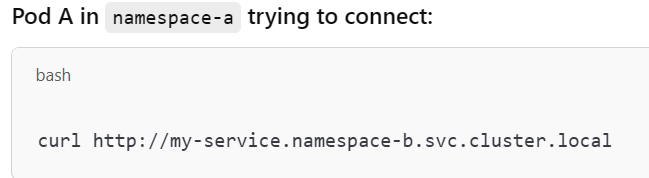 Pod A in namespace-a trying to connect:
bash
curl http://my-service.namespace-b.svc.cluster.local